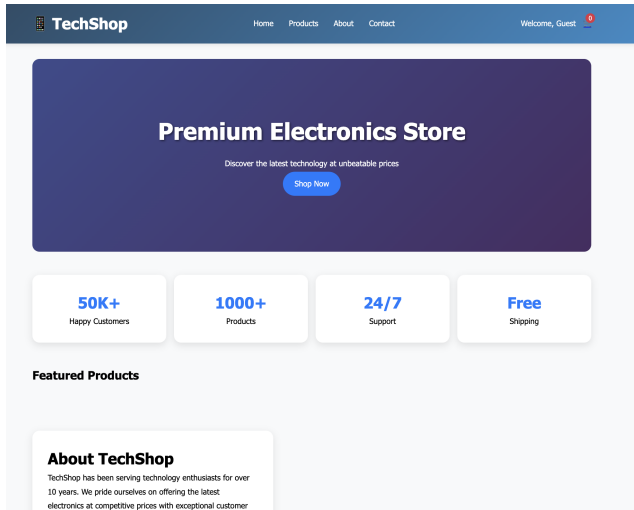 TechShop
Home Products About Contact
Welcome, Guest 0
Premium Electronics Store
Discover the latest technology at unbeatable prices
Shop Now
50K+ 1000+ 24/7 Free
Happy Customers Products Support Shipping
Featured Products
About TechShop
TechShop has been serving technology enthusiasts for over
10 years. We pride ourselves on offering the latest
electronics at competitive prices with exceptional customer